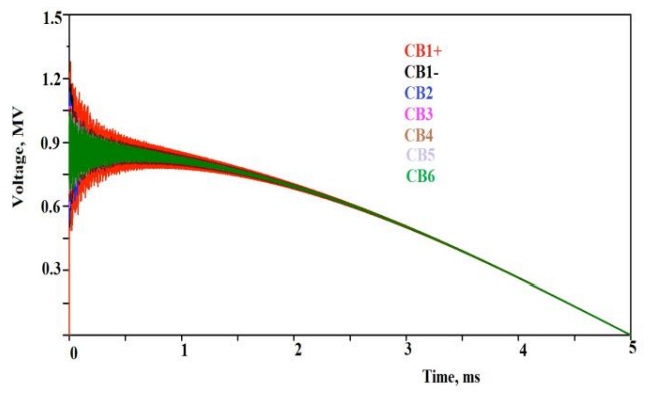 1.5
CB1+
CB1-
CB2
CB3
CB4
CB5
CB6
1.2
0.9
0.6
0.3
Voltage, MV
0 1 2 3 4 5
Time, ms